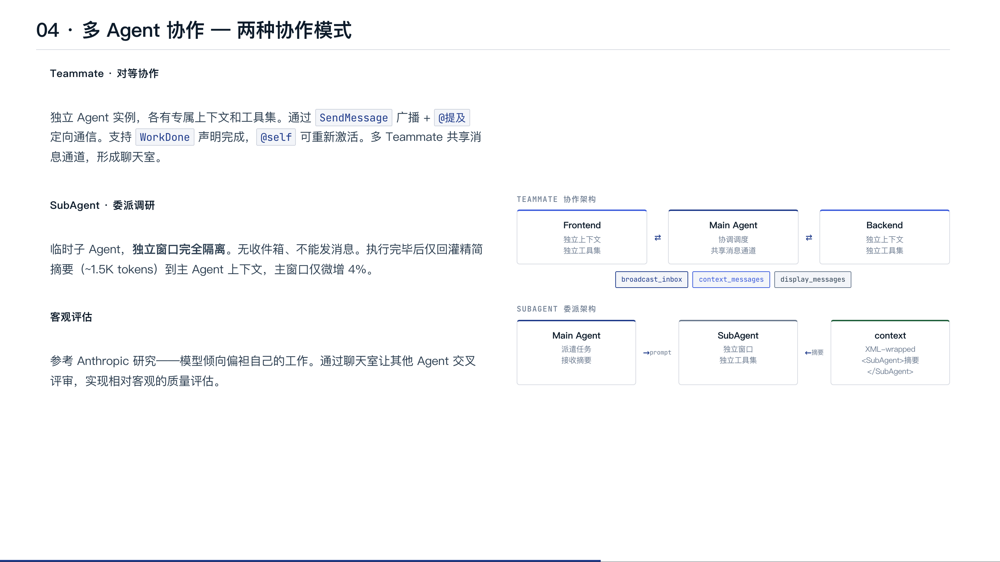 04 · 多 Agent 协作 — 两种协作模式
Teammate · 对等协作
独立 Agent 实例，各有专属上下文和工具集。通过 SendMessage 广播 + @提及
定向通信。支持 WorkDone 声明完成，@self 可重新激活。多 Teammate 共享消
息通道，形成聊天室。
SubAgent · 委派调研
临时子 Agent，独立窗口完全隔离。无收件箱、不能发消息。执行完毕后仅回灌精简
摘要（~1.5K tokens）到主 Agent 上下文，主窗口仅微增 4%。
客观评估
参考 Anthropic 研究——模型倾向偏袒自己的工作。通过聊天室让其他 Agent 交叉
评审，实现相对客观的质量评估。
TEAMMATE 协作架构
Frontend
独立上下文
独立工具集
⇄
Main Agent
协调调度
共享消息通道
⇄
Backend
独立上下文
独立工具集
broadcast_inbox
context_messages
display_messages
SUBAGENT 委派架构
Main Agent
派遣任务
接收摘要
→prompt
SubAgent
独立窗口
独立工具集
←摘要
context
XML-wrapped
<SubAgent>摘要
</SubAgent>